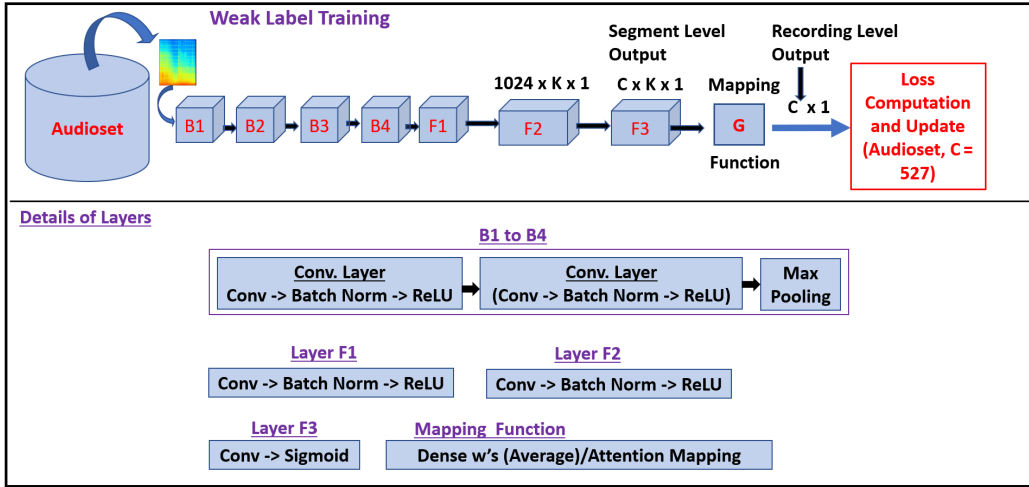 Weak Label Training
Segment Level
Output
Recording Level
Output
1024 x K x 1
C x K x 1
Mapping
C x 1
Loss
Computation
and Update
(Audioset, C =
527)
Audioset
B1
B2
B3
B4
F1
F2
F3
G
Function
Details of Layers
B1 to B4
Conv. Layer
Conv -> Batch Norm -> ReLU
Conv. Layer
(Conv -> Batch Norm -> ReLU)
Max
Pooling
Layer F1
Layer F2
Conv -> Batch Norm -> ReLU
Conv -> Batch Norm -> ReLU
Layer F3
Mapping Function
Conv -> Sigmoid
Dense w's (Average)/Attention Mapping